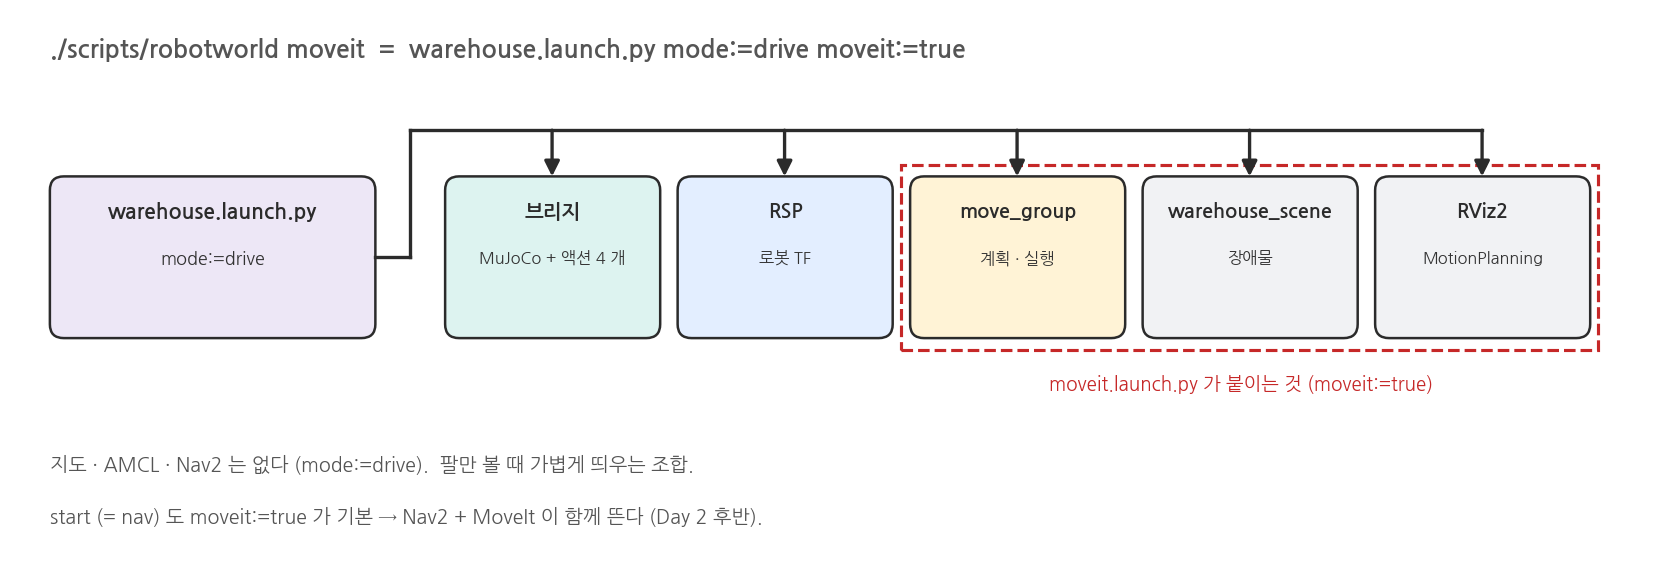 ./scripts/robotworld moveit = warehouse.launch.py mode:=drive moveit:=true
warehouse.launch.py
mode:=drive
브리지
MuJoCo + 액션 4 개
RSP
로봇 TF
move_group
계획 · 실행
warehouse_scene
장애물
RViz2
MotionPlanning
moveit.launch.py 가 붙이는 것 (moveit:=true)
지도 · AMCL · Nav2 는 없다 (mode:=drive). 팔만 볼 때 가볍게 띄우는 조합.
start (= nav) 도 moveit:=true 가 기본 → Nav2 + MoveIt 이 함께 뜬다 (Day 2 후반).